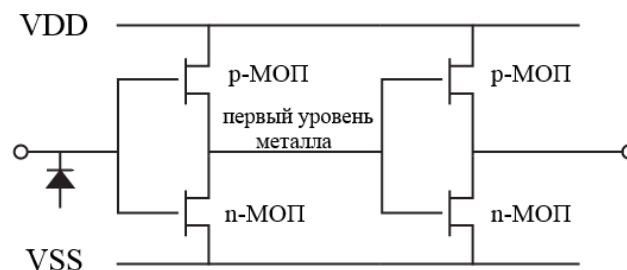 VDD
p-МОП
p-МОП
первый уровень
металла
n-МОП
n-МОП
VSS